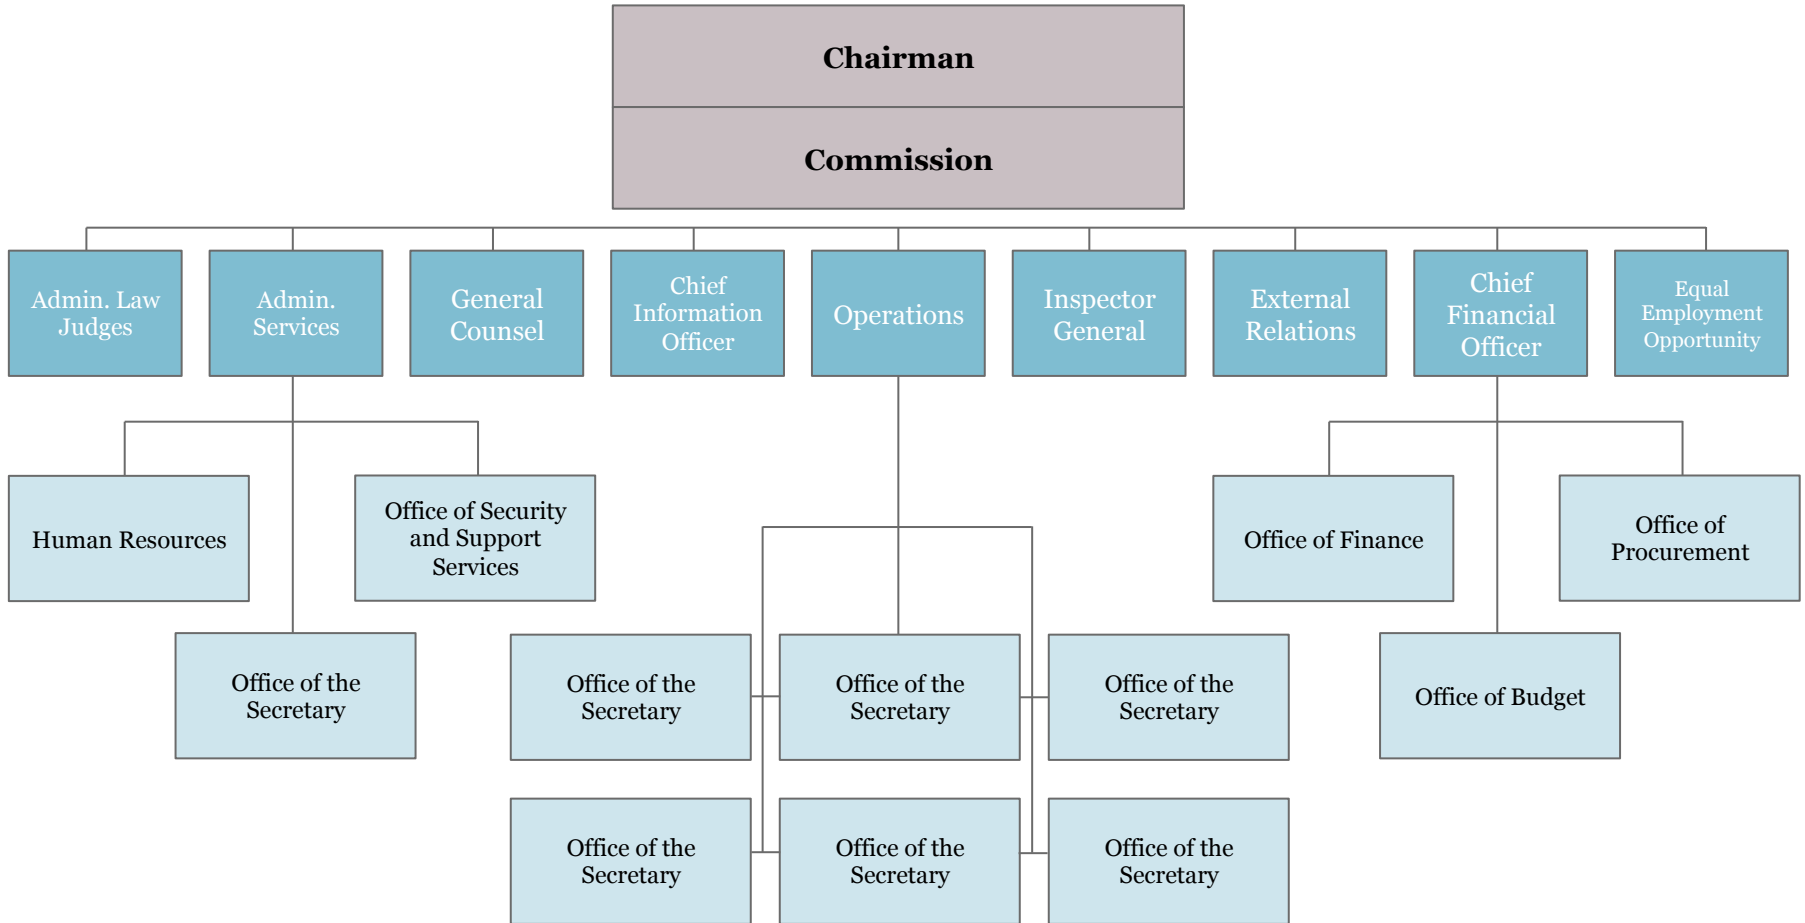 Chairman
Commission
Admin. Law
Judges
Admin.
Services
General
Counsel
Chief
Information
Officer
Operations
Inspector
General
External
Relations
Chief
Financial
Officer
Equal
Employment
Opportunity
Human Resources
Office of Security
and Support
Services
Office of Finance
Office of
Procurement
Office of the
Secretary
Office of the
Secretary
Office of the
Secretary
Office of the
Secretary
Office of Budget
Office of the
Secretary
Office of the
Secretary
Office of the
Secretary